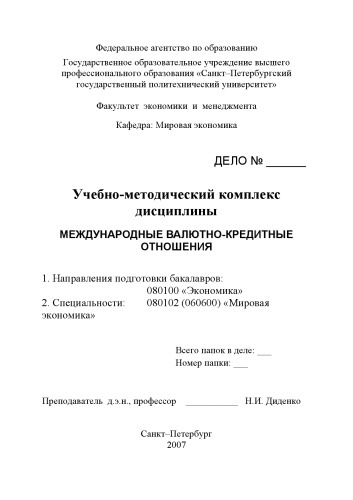 Федеральное агентство по образованию
Государственное образовательное учреждение высшего
профессионального образования «Санкт–Петербургский
государственный политехнический университет»
Факультет экономики и менеджмента
Кафедра: Мировая экономика
ДЕЛО № ______
Учебно-методический комплекс
дисциплины
МЕЖДУНАРОДНЫЕ ВАЛЮТНО-КРЕДИТНЫЕ
ОТНОШЕНИЯ
1. Направления подготовки бакалавров:
080100 «Экономика»
2. Специальности: 080102 (060600) «Мировая
экономика»
Всего папок в деле: ___
Номер папки: ___
Преподаватель д.э.н., профессор ___________ Н.И. Диденко
Санкт–Петербург
2007